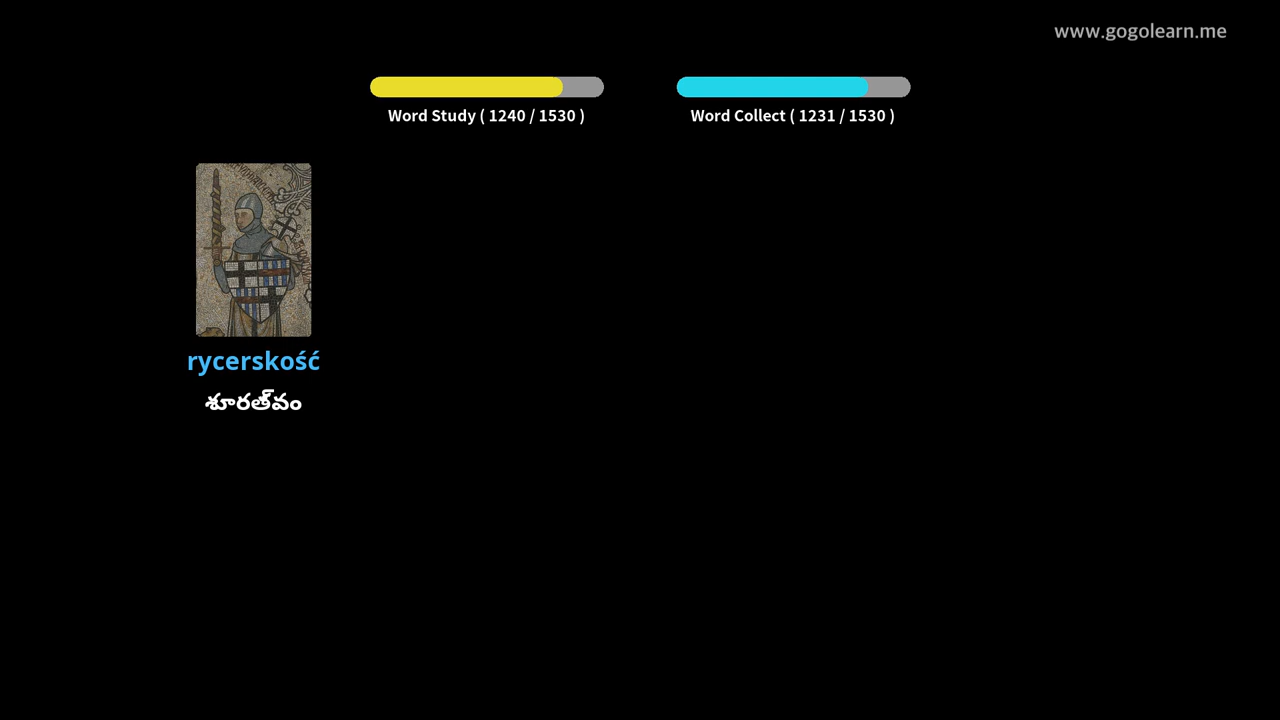 www.gogolearn.me
Word Study ( 1240 / 1530 )
Word Collect ( 1231 / 1530 )
rycerskość
శూరత్‌వం